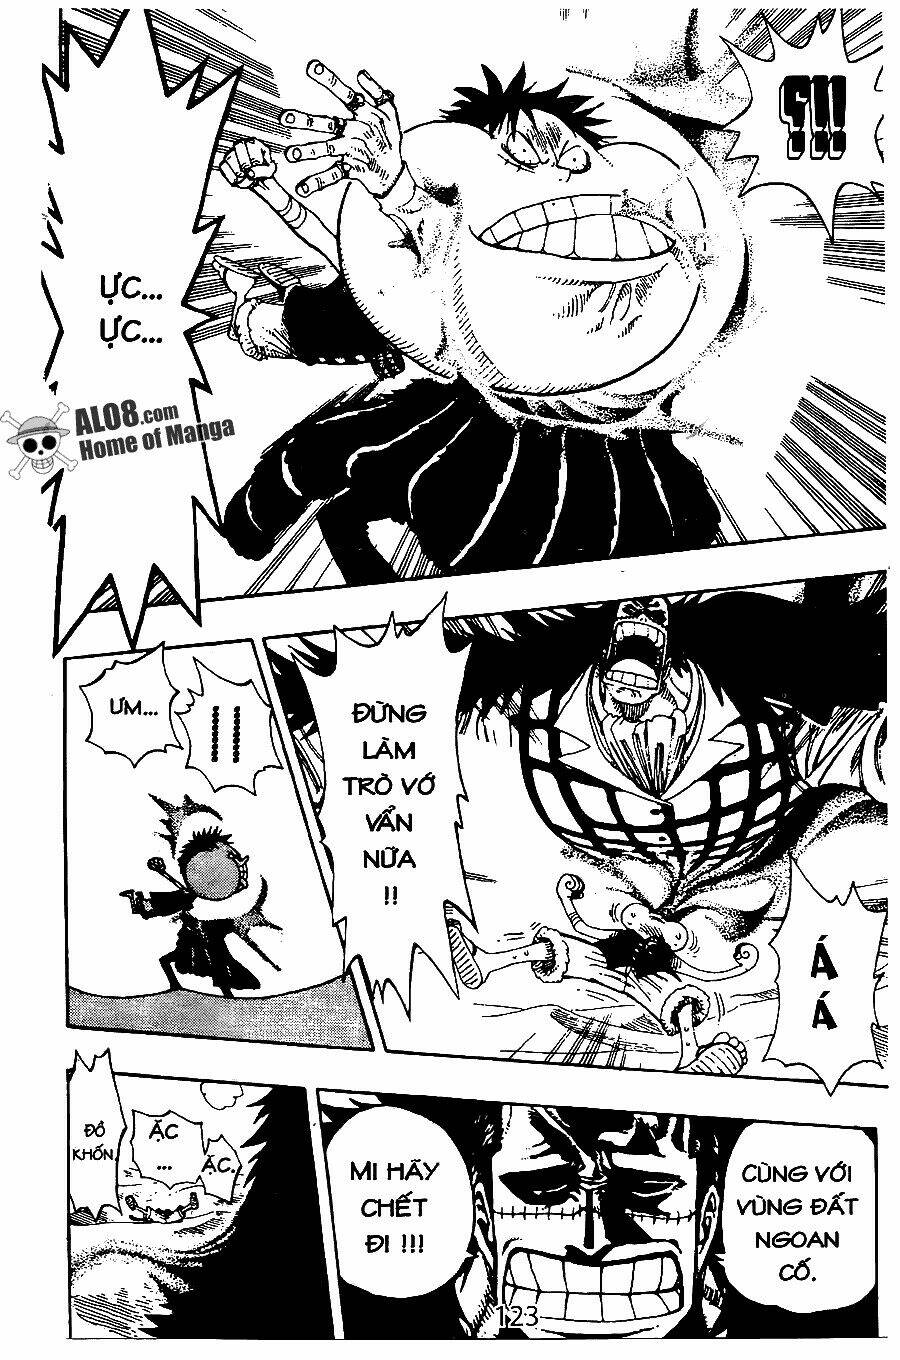 ?!!
ỰC...
ỰC...
AL08.com
Home of Manga
ĐỪNG
LÀM
TRÒ VỚ
VẨN
NỮA
!!
ƯM...
Á
Á
CÙNG VỚI
VÙNG ĐẤT
NGOAN
CỐ.
MI HÃY
CHẾT
ĐI !!!
ẶC
...
ẶC.
ĐỒ
KHỐN.
123